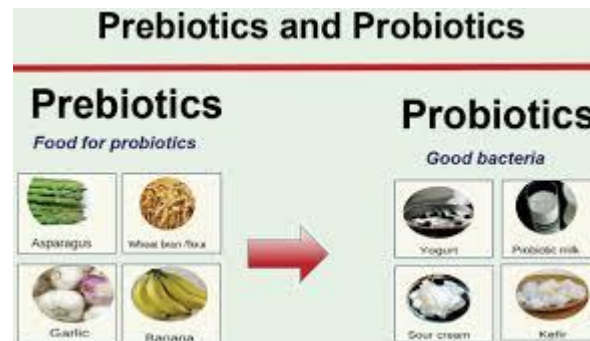 Prebiotics and Probiotics
Prebiotics
Food for probiotics
Asparagus
Wheat bran /flour
Garlic
Banana
Probiotics
Good bacteria
Yogurt
Probiotic milk
Sour cream
Kefir